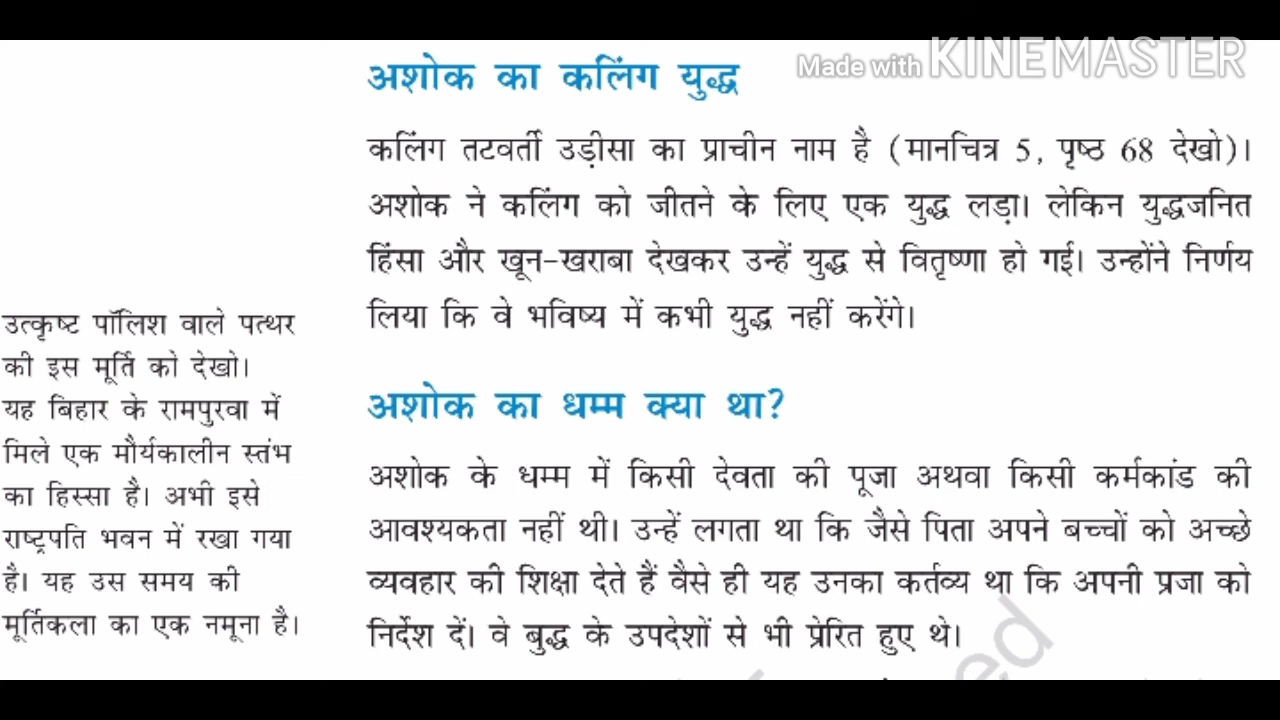 Made with KINEMASTER
अशोक का कलिंग युद्ध
कलिंग तटवर्ती उड़ीसा का प्राचीन नाम है (मानचित्र 5, पृष्ठ 68 देखो)।
अशोक ने कलिंग को जीतने के लिए एक युद्ध लड़ा। लेकिन युद्धजनित
हिंसा और खून-खराबा देखकर उन्हें युद्ध से वितृष्णा हो गई। उन्होंने निर्णय
लिया कि वे भविष्य में कभी युद्ध नहीं करेंगे।
उत्कृष्ट पॉलिश वाले पत्थर
की इस मूर्ति को देखो।
यह बिहार के रामपुरवा में
मिले एक मौर्यकालीन स्तंभ
का हिस्सा है। अभी इसे
राष्ट्रपति भवन में रखा गया
है। यह उस समय की
मूर्तिकला का एक नमूना है।
अशोक का धम्म क्या था?
अशोक के धम्म में किसी देवता की पूजा अथवा किसी कर्मकांड की
आवश्यकता नहीं थी। उन्हें लगता था कि जैसे पिता अपने बच्चों को अच्छे
व्यवहार की शिक्षा देते हैं वैसे ही यह उनका कर्तव्य था कि अपनी प्रजा को
निर्देश दें। वे बुद्ध के उपदेशों से भी प्रेरित हुए थे।